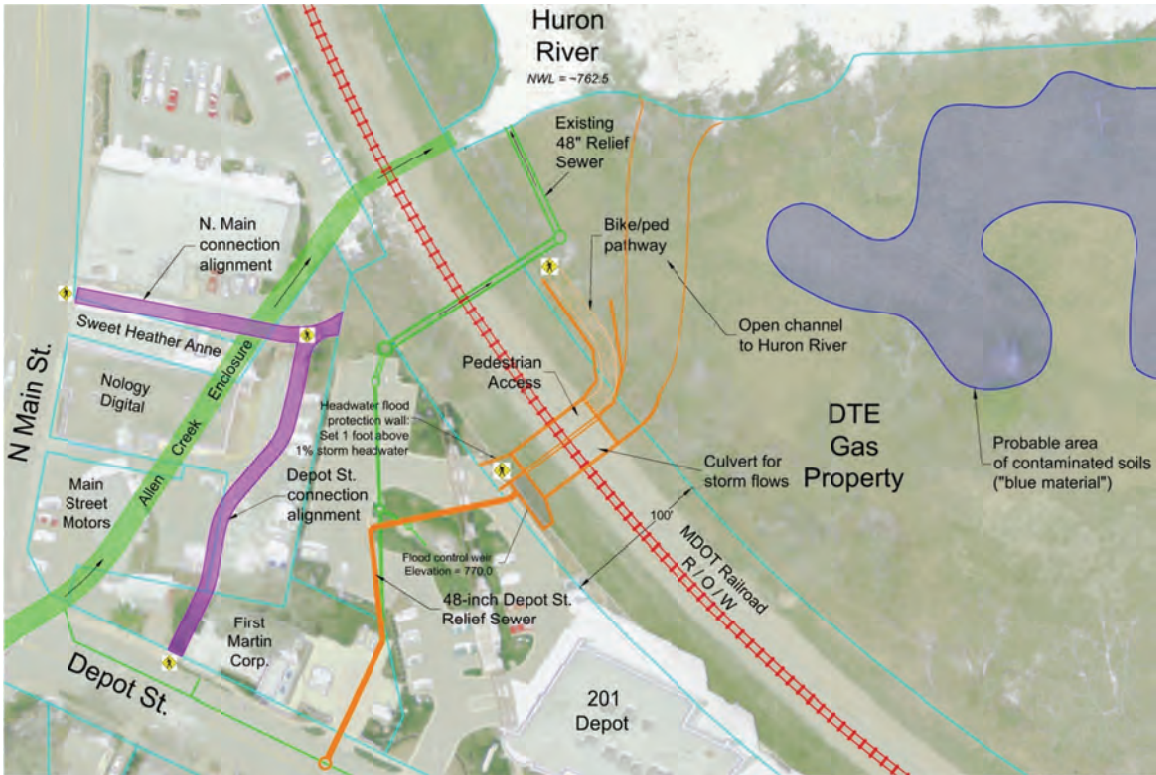 Huron
River
NWL = ~762.5
Existing
48" Relief
Sewer
N. Main
connection
alignment
Bike/ped
pathway
Open channel
to Huron River
Sweet Heather Anne
N Main St.
Nology
Digital
Allen Creek Enclosure
Pedestrian
Access
Headwater flood
protection wall:
Set 1 foot above
1% storm headwater
DTE
Gas
Property
Probable area
of contaminated soils
("blue material")
Culvert for
storm flows
Main
Street
Motors
Depot St.
connection
alignment
100'
MDOT Railroad
R / O / W
Flood control weir
Elevation = 770.0
48-inch Depot St.
Relief Sewer
First
Martin
Corp.
Depot St.
201
Depot